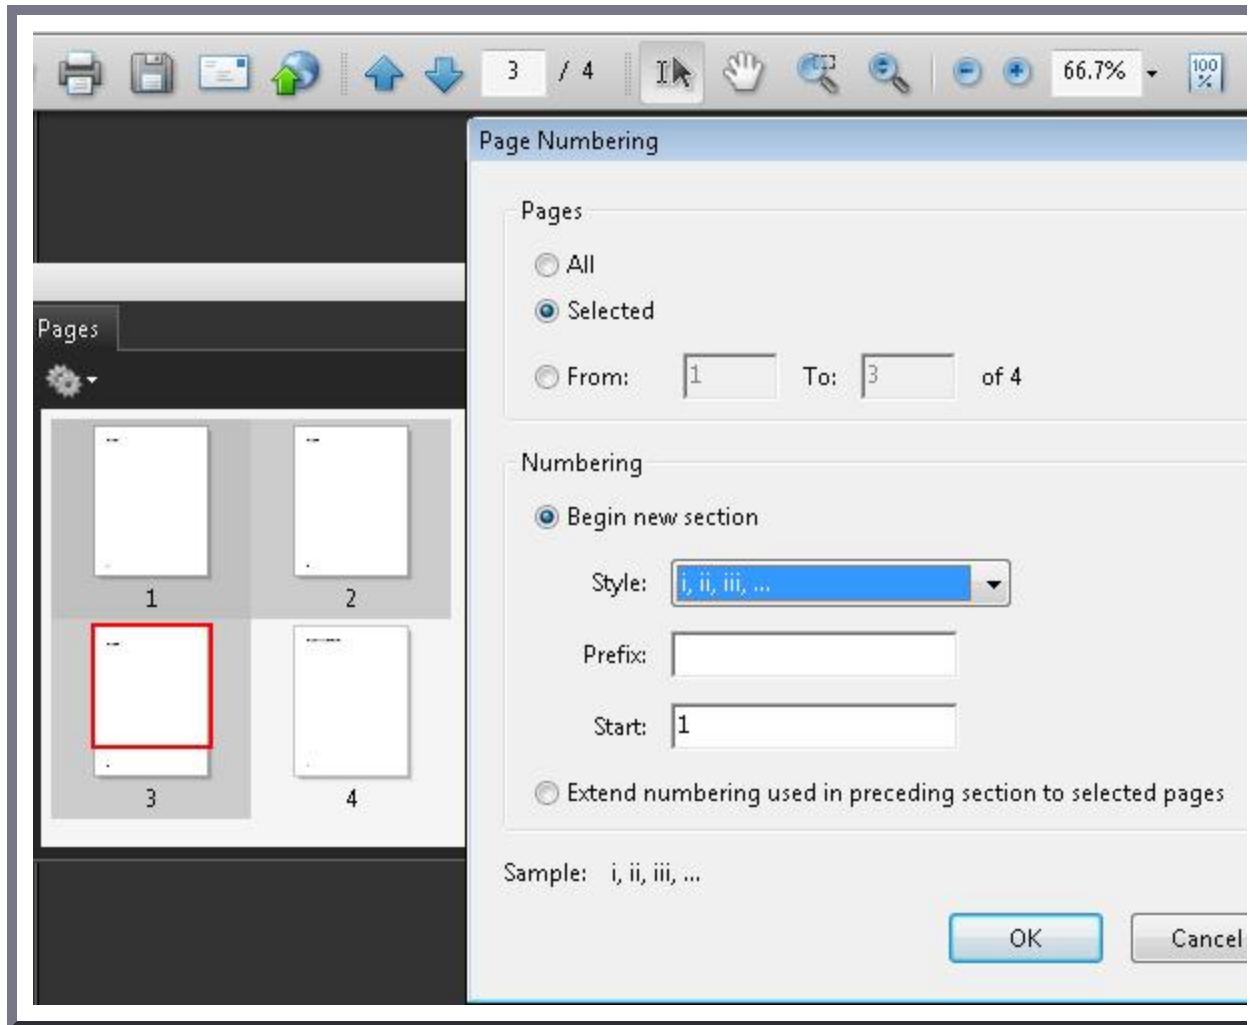 3 / 4 66.7% 100 %
Page Numbering
Pages
All
Selected
From: 1 To: 3 of 4
Pages
1 2
3 4
Numbering
Begin new section
Style: i, ii, iii, ...
Prefix:
Start: 1
Extend numbering used in preceding section to selected pages
Sample: i, ii, iii, ...
OK Cancel